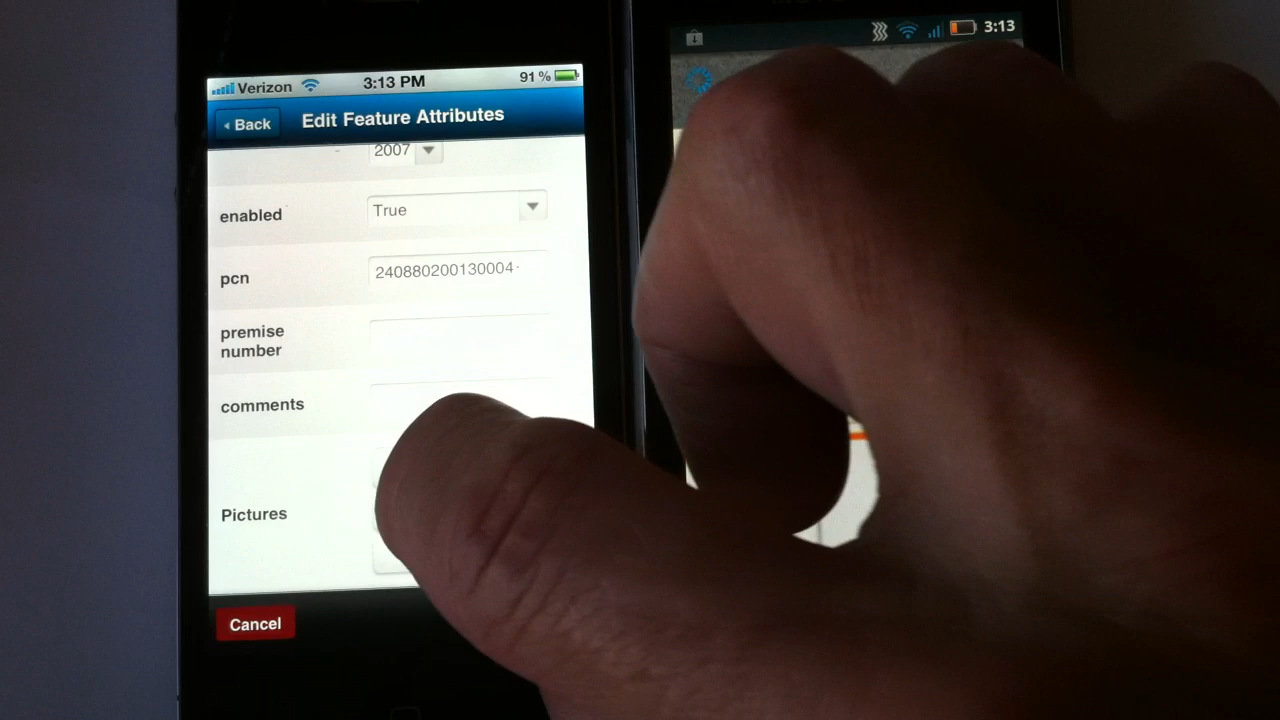 Verizon 3:13 PM 91%
Back Edit Feature Attributes
2007
enabled True
pcn 240880200130004
premise
number
comments
Pictures
Cancel
3:13